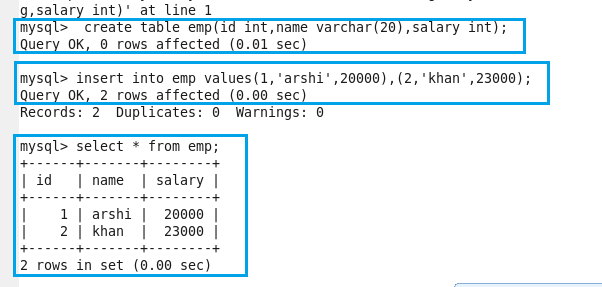 g,salary int)' at line 1
mysql>  create table emp(id int,name varchar(20),salary int);
Query OK, 0 rows affected (0.01 sec)
mysql> insert into emp values(1,'arshi',20000),(2,'khan',23000);
Query OK, 2 rows affected (0.00 sec)
Records: 2  Duplicates: 0  Warnings: 0
mysql> select * from emp;
+------+-------+--------+
| id   | name  | salary |
+------+-------+--------+
|    1 | arshi |  20000 |
|    2 | khan  |  23000 |
+------+-------+--------+
2 rows in set (0.00 sec)